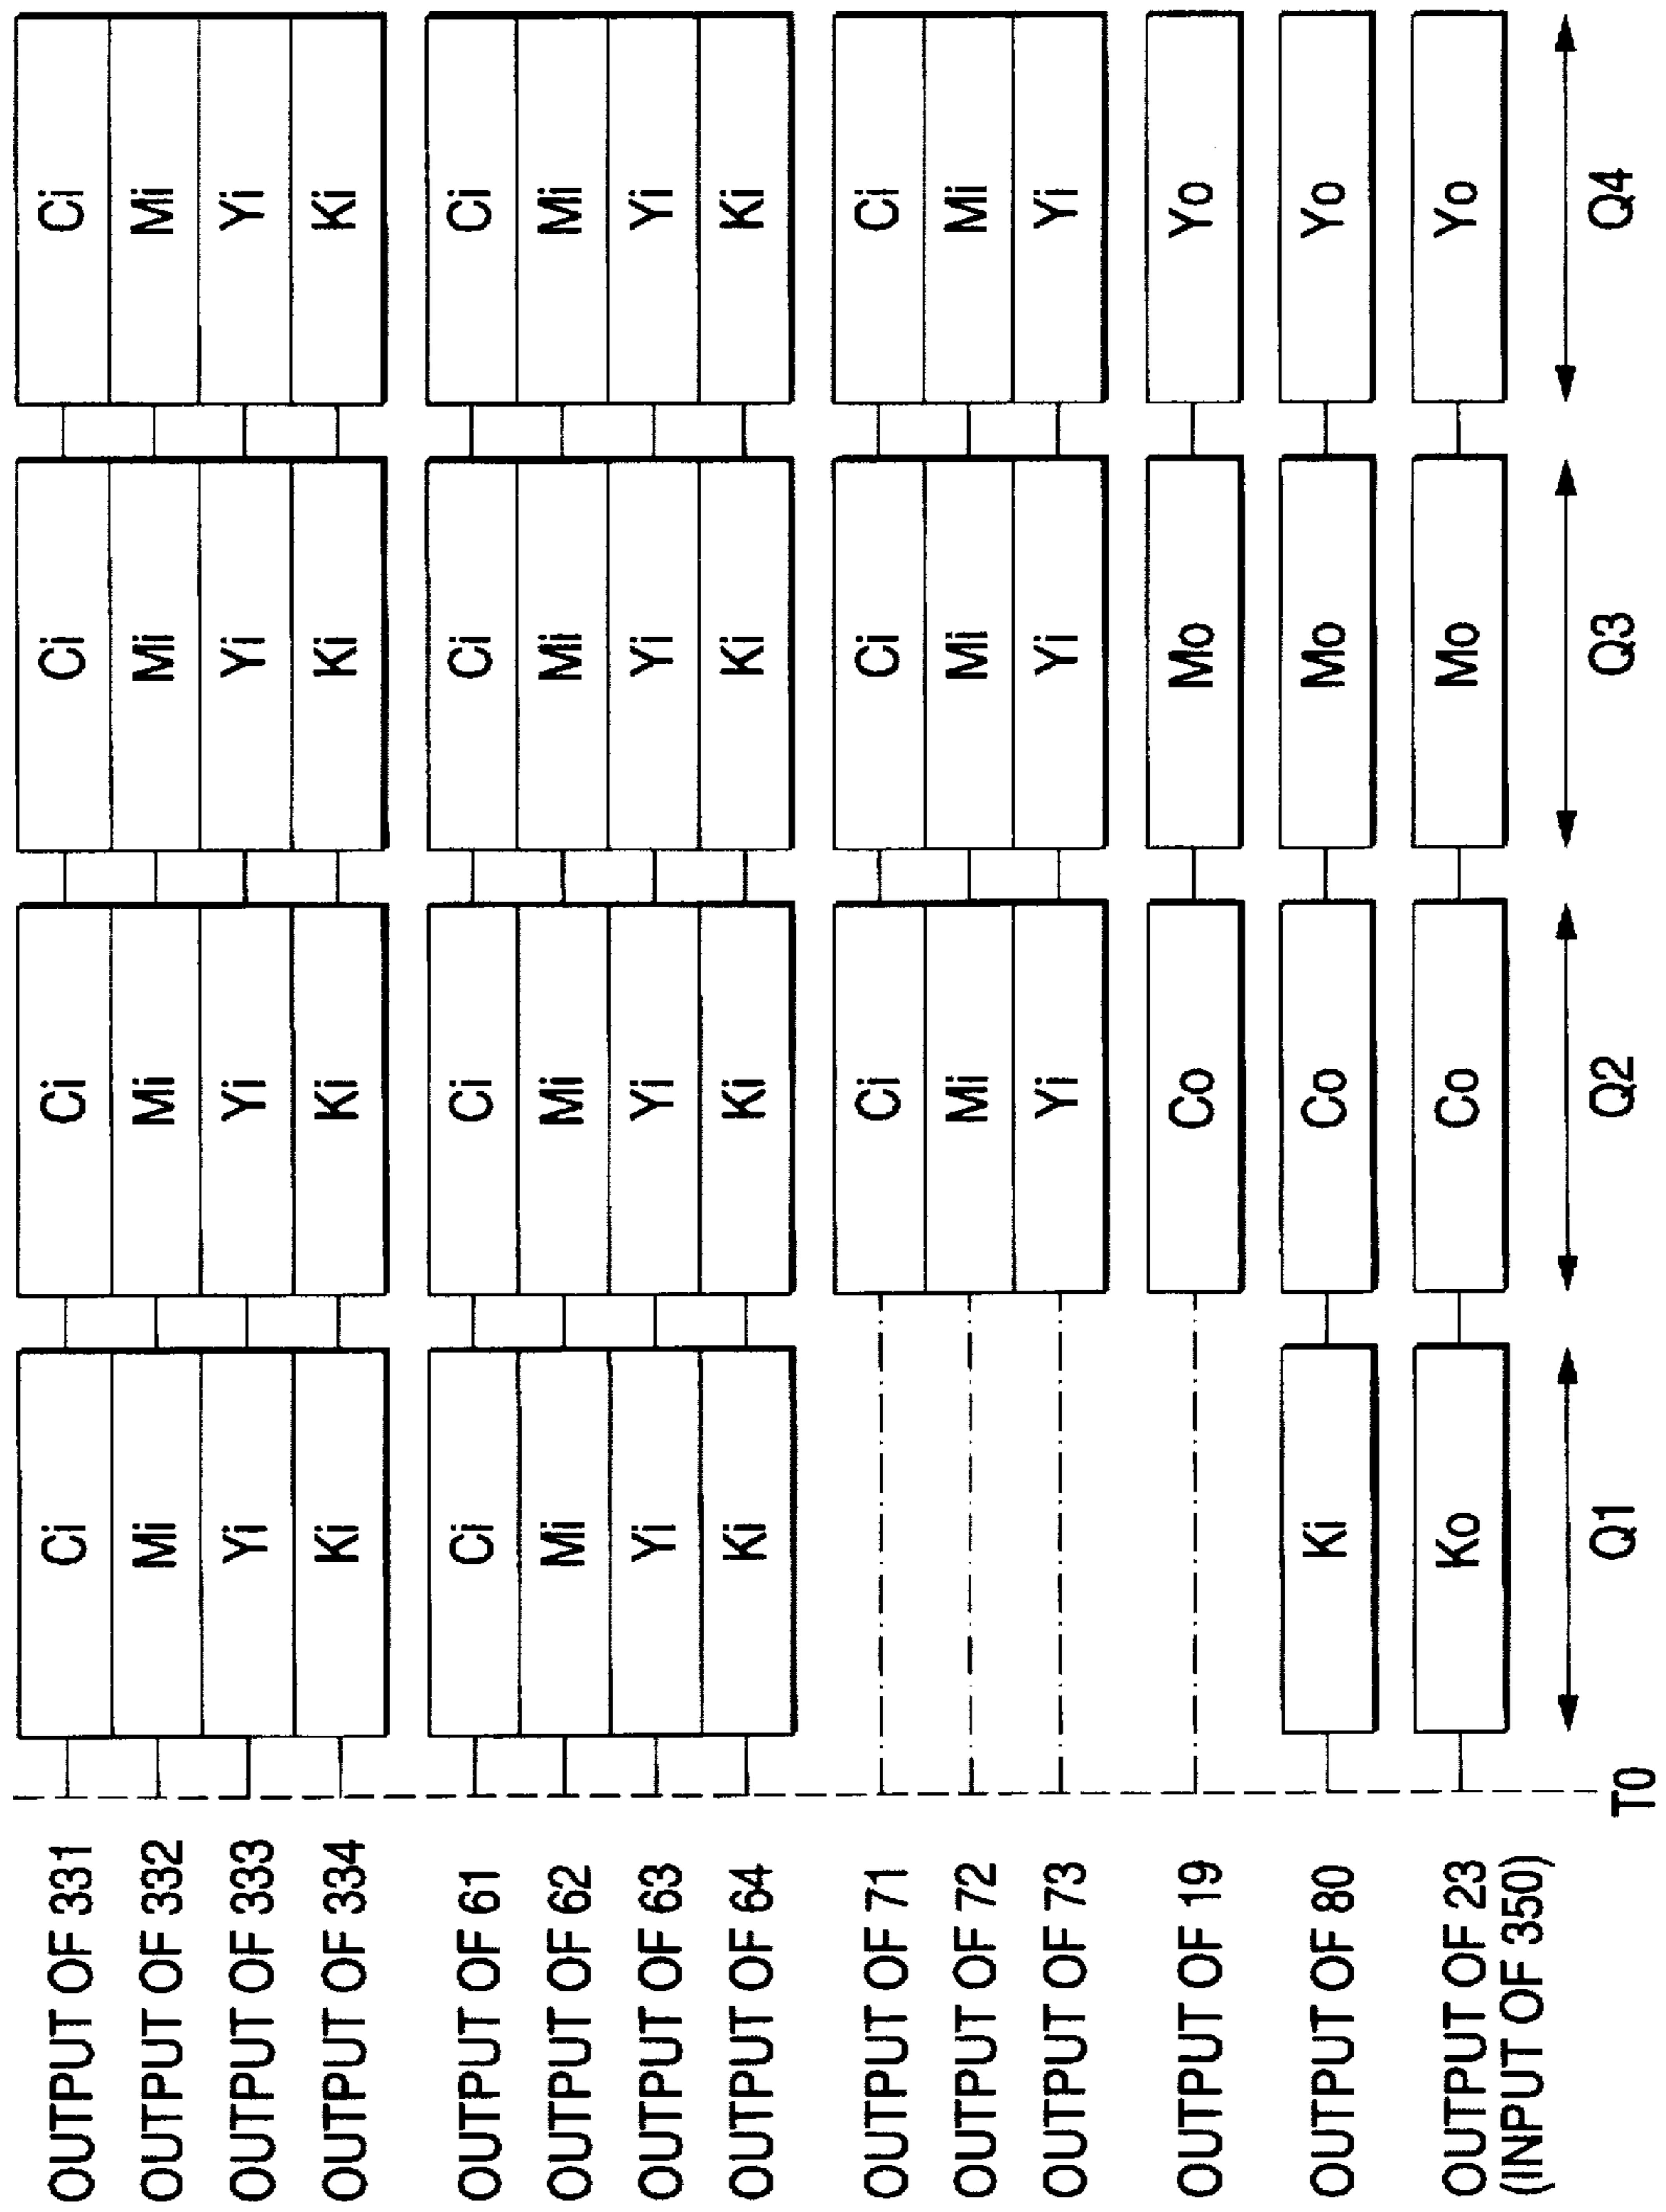 OUTPUT OF 331 Ci Ci Ci Ci
OUTPUT OF 332 Mi Mi Mi Mi
OUTPUT OF 333 Yi Yi Yi Yi
OUTPUT OF 334 Ki Ki Ki Ki
OUTPUT OF 61 Ci Ci Ci Ci
OUTPUT OF 62 Mi Mi Mi Mi
OUTPUT OF 63 Yi Yi Yi Yi
OUTPUT OF 64 Ki Ki Ki Ki
OUTPUT OF 71 Ci Ci Ci
OUTPUT OF 72 Mi Mi Mi
OUTPUT OF 73 Yi Yi Yi
OUTPUT OF 19 Co Mo Yo
OUTPUT OF 80 Ki Co Mo Yo
OUTPUT OF 23 Ko Co Mo Yo
(INPUT OF 350)
T0 Q1 Q2 Q3 Q4